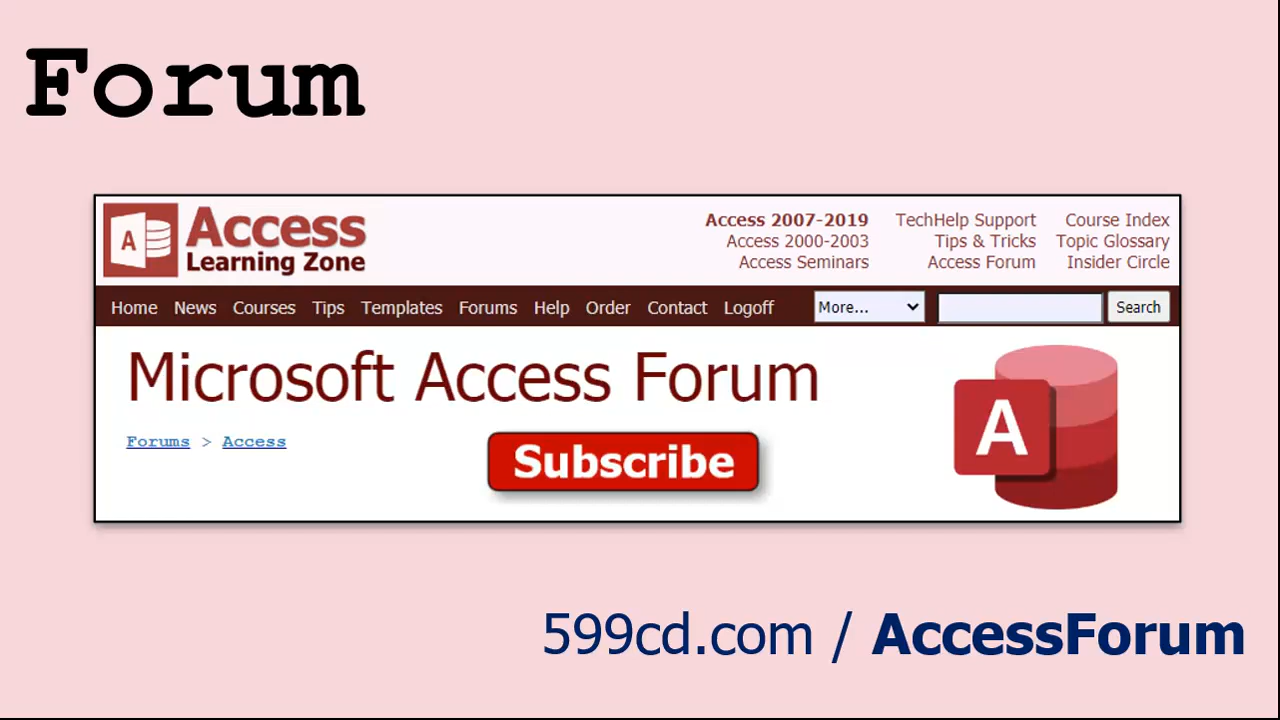 Forum
A
Access
Learning Zone
Access 2007-2019 TechHelp Support Course Index
Access 2000-2003 Tips & Tricks Topic Glossary
Access Seminars Access Forum Insider Circle
Home News Courses Tips Templates Forums Help Order Contact Logoff More... Search
Microsoft Access Forum
Forums > Access
Subscribe
A
599cd.com / AccessForum